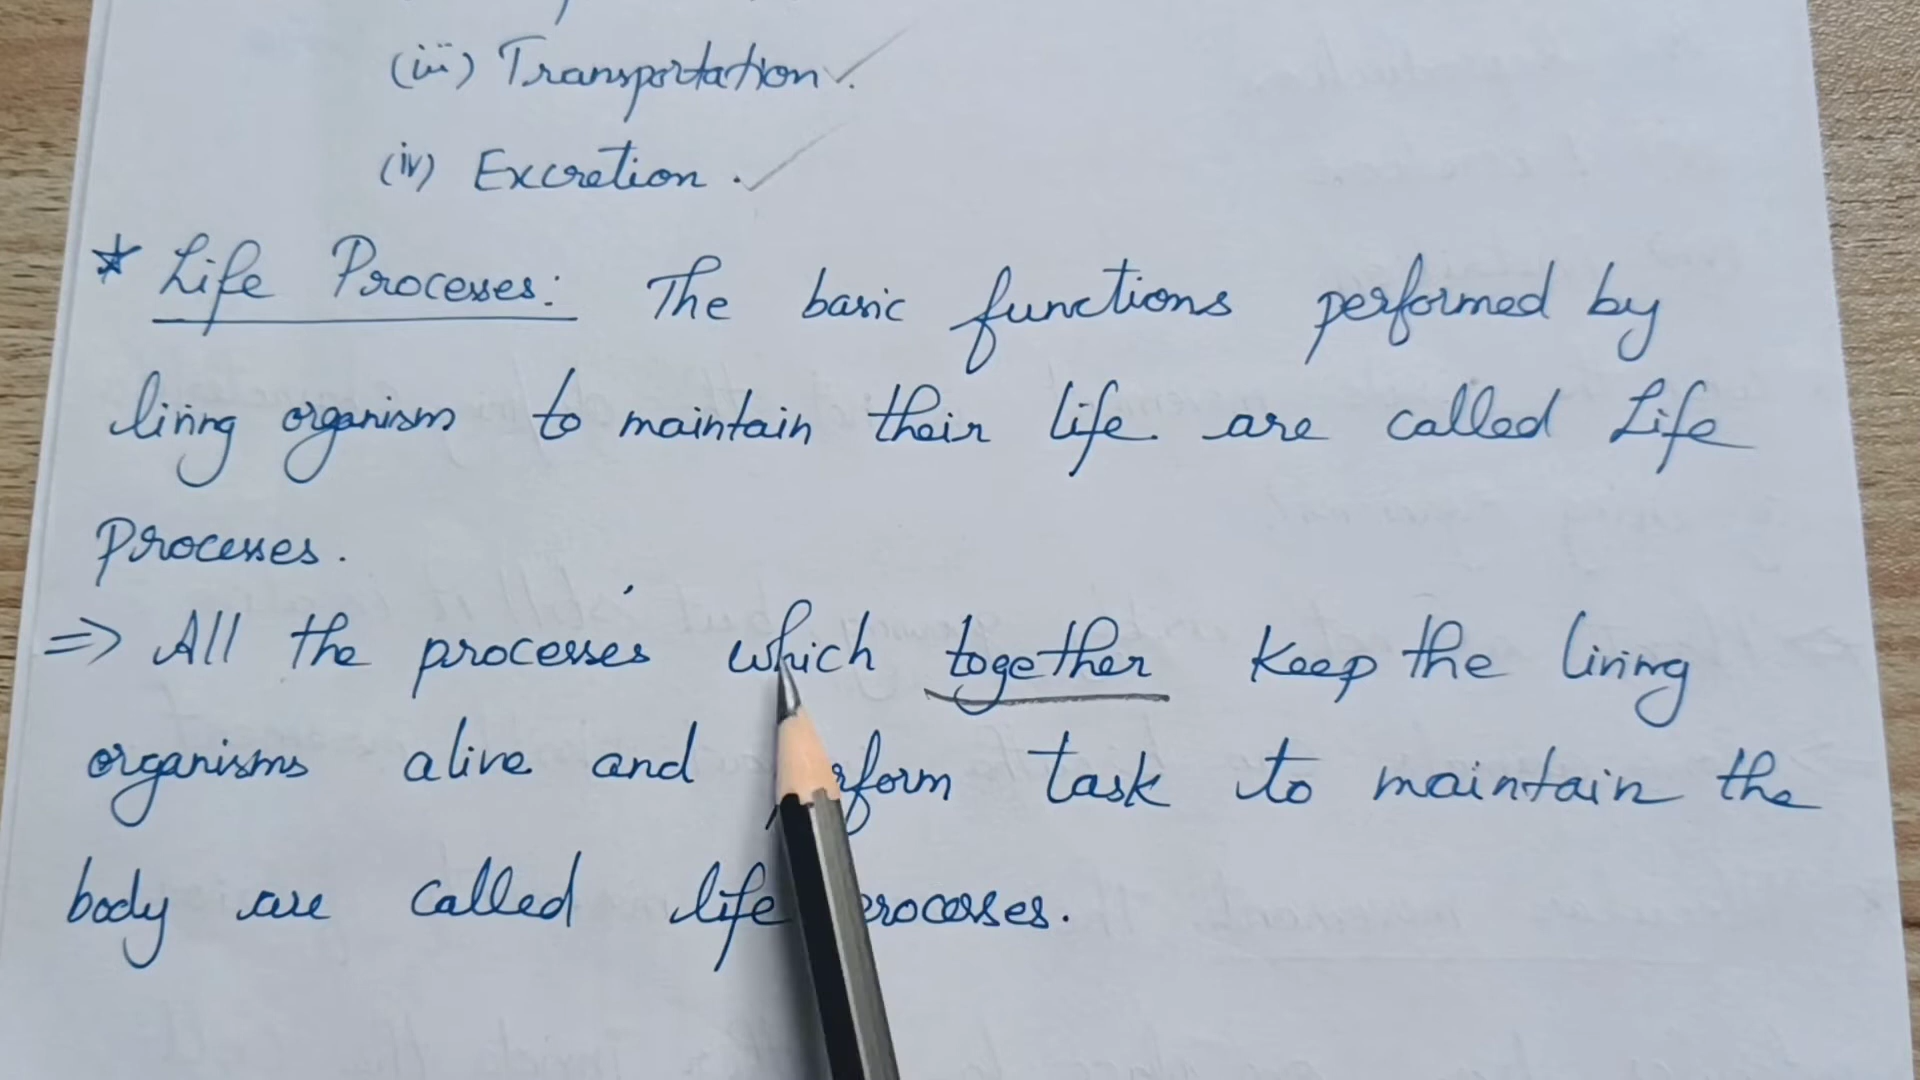 (iii) Transportation.
(iv) Excretion.
* Life Processes: The basic functions performed by
living organism to maintain their life are called Life
Processes.
=> All the processes which together keep the living
organisms alive and task to maintain the
body are called life